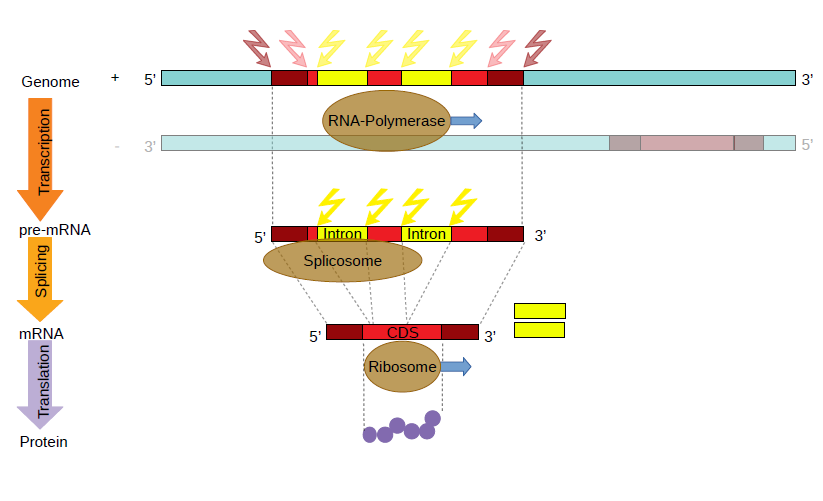 Genome + 5' 3'
RNA-Polymerase
- 3' 5'
Transcription
pre-mRNA 5' Intron Intron 3'
Splicosome
Splicing
mRNA 5' CDS 3'
Ribosome
Translation
Protein